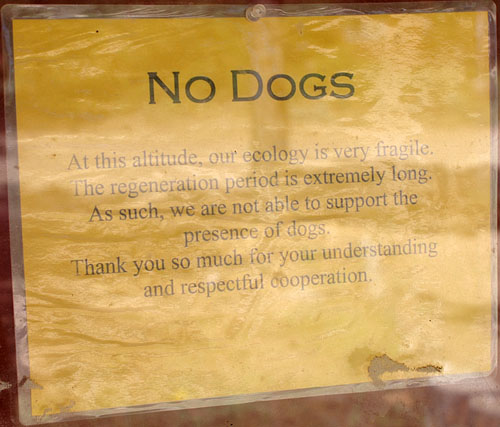 NO DOGS
At this altitude, our ecology is very fragile.
The regeneration period is extremely long.
As such, we are not able to support the
presence of dogs.
Thank you so much for your understanding
and respectful cooperation.